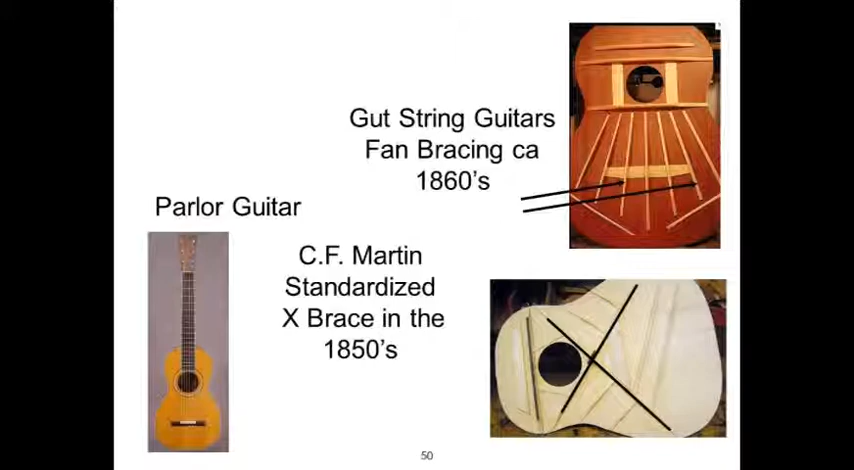 Gut String Guitars
Fan Bracing ca
1860's
Parlor Guitar
C.F. Martin
Standardized
X Brace in the
1850's
50